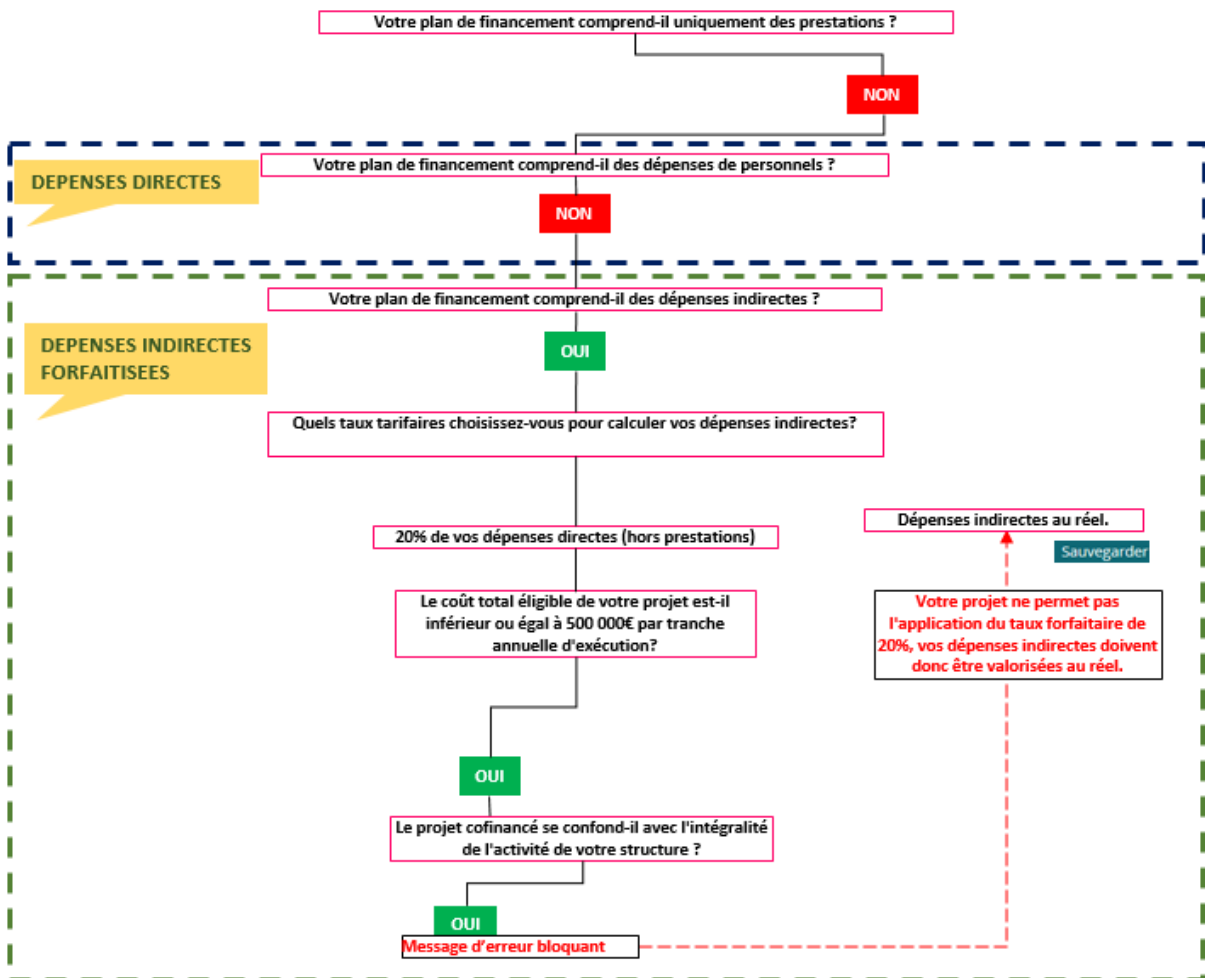 Votre plan de financement comprend-il uniquement des prestations ?
NON
Votre plan de financement comprend-il des dépenses de personnels ?
DEPENSES DIRECTES
NON
Votre plan de financement comprend-il des dépenses indirectes ?
DEPENSES INDIRECTES
FORFAITISEES
OUI
Quels taux tarifaires choisissez-vous pour calculer vos dépenses indirectes?
20% de vos dépenses directes (hors prestations)
Le coût total éligible de votre projet est-il
inférieur ou égal à 500 000€ par tranche
annuelle d'exécution?
OUI
Le projet cofinancé se confond-il avec l'intégralité
de l'activité de votre structure ?
OUI
Message d’erreur bloquant
Dépenses indirectes au réel.
Sauvegarder
Votre projet ne permet pas
l'application du taux forfaitaire de
20%, vos dépenses indirectes doivent
donc être valorisées au réel.